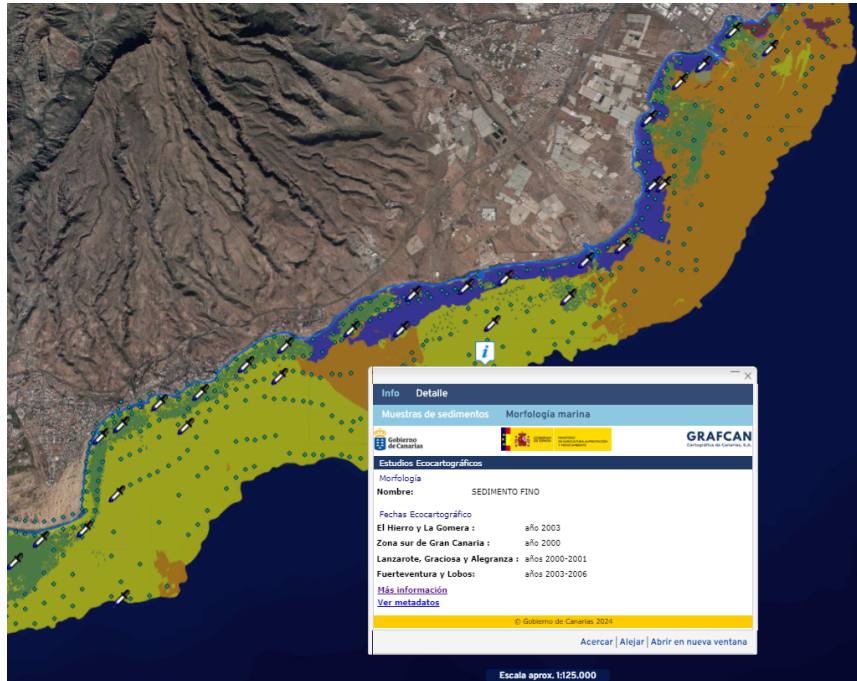 i
Info Detalle
Muestras de sedimentos Morfología marina
Gobierno
de Canarias
GRAFCAN
Cartográfica de Canarias, S.A.
Estudios Ecocartográficos
Morfología
Nombre: SEDIMENTO FINO
Fechas Ecocartográfico
El Hierro y La Gomera : año 2003
Zona sur de Gran Canaria : año 2000
Lanzarote, Graciosa y Alegranza : años 2000-2001
Fuerteventura y Lobos: años 2003-2006
Más información
Ver metadatos
© Gobierno de Canarias 2024
Acercar | Alejar | Abrir en nueva ventana
Escala aprox. 1:125.000